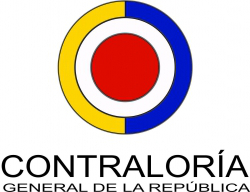 CONTRALORÍA
GENERAL DE LA REPÚBLICA